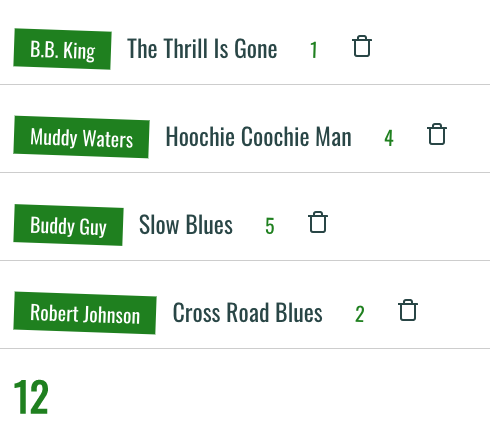 B.B. King The Thrill Is Gone 1
Muddy Waters Hoochie Coochie Man 4
Buddy Guy Slow Blues 5
Robert Johnson Cross Road Blues 2
12